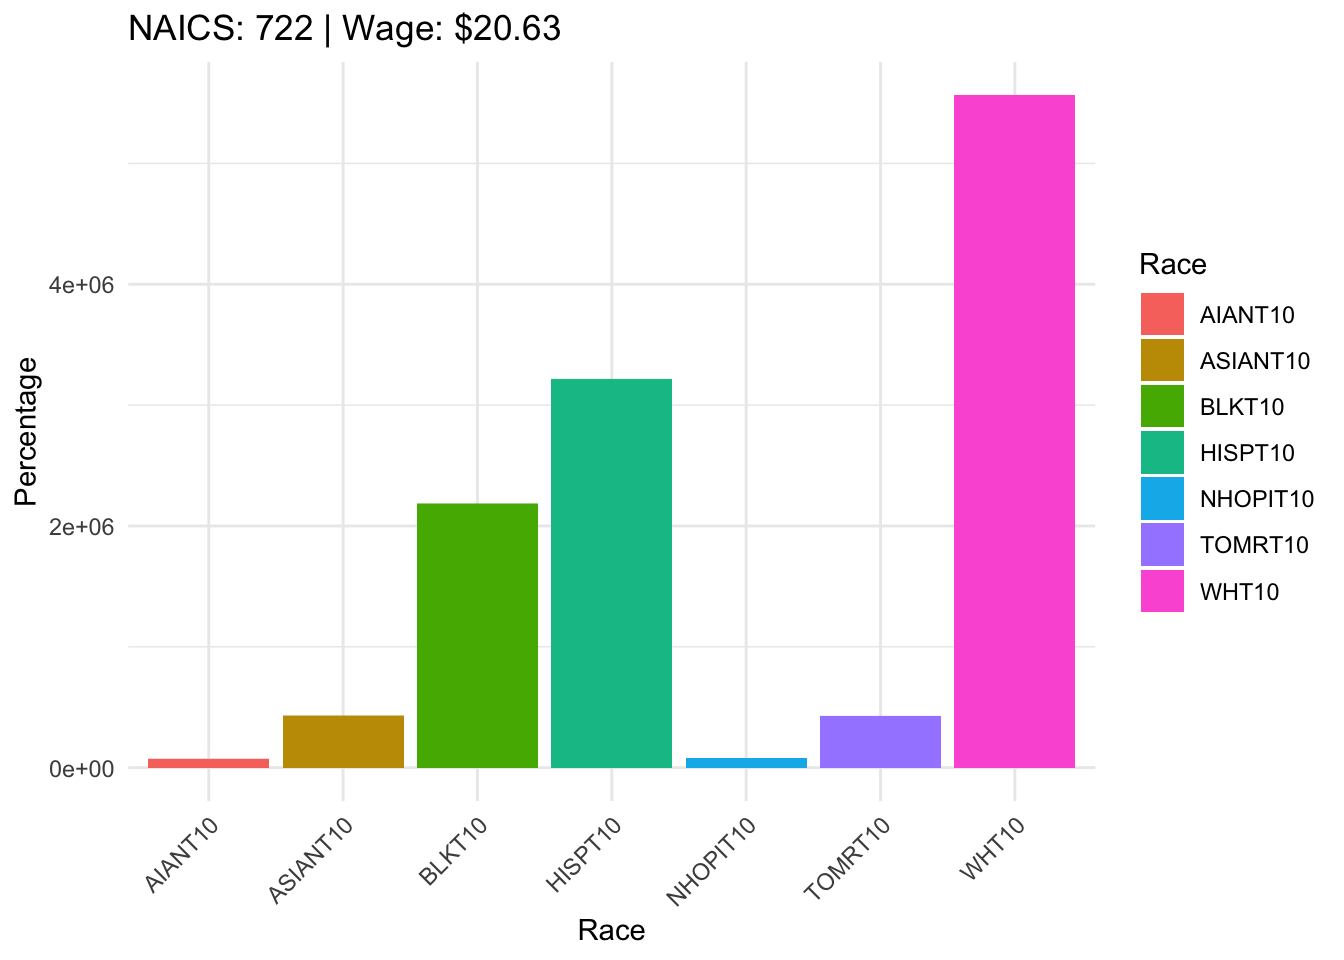 NAICS: 722 | Wage: $20.63
Percentage
4e+06
2e+06
0e+00
AIANT10
ASIANT10
BLKT10
HISPT10
NHOPIT10
TOMRT10
WHT10
Race
Race
AIANT10
ASIANT10
BLKT10
HISPT10
NHOPIT10
TOMRT10
WHT10